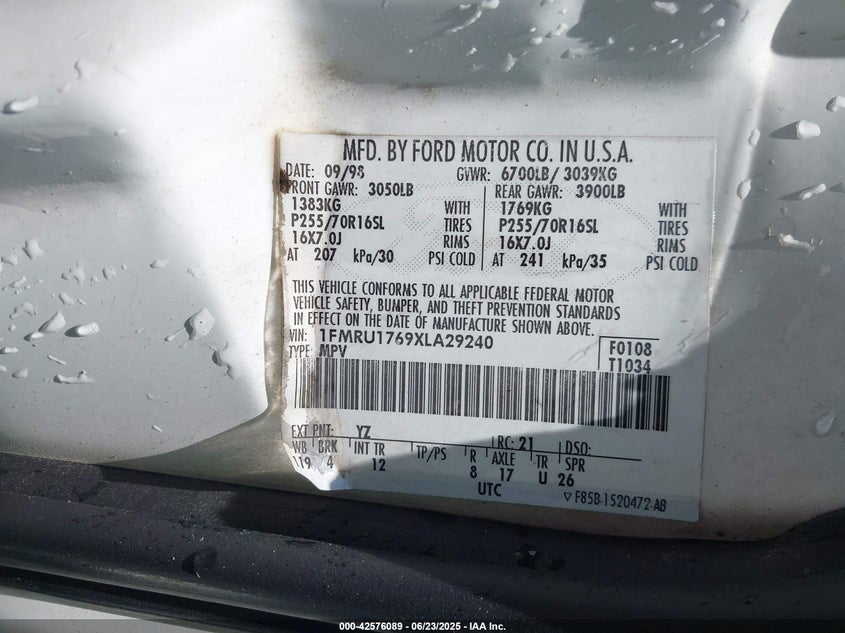 MFD. BY FORD MOTOR CO. IN U.S.A.
DATE: 09/98 GVWR: 6700LB/ 3039KG
FRONT GAWR: 3050LB REAR GAWR: 3900LB
1383KG WITH 1769KG WITH
P255/70R16SL TIRES P255/70R16SL TIRES
16X7.0J RIMS 16X7.0J RIMS
AT 207 kPa/30 PSI COLD AT 241 kPa/35 PSI COLD
THIS VEHICLE CONFORMS TO ALL APPLICABLE FEDERAL MOTOR
VEHICLE SAFETY, BUMPER, AND THEFT PREVENTION STANDARDS
IN EFFECT ON THE DATE OF MANUFACTURE SHOWN ABOVE.
VIN: 1FMRU1769XLA29240 F0108
TYPE: MPV T1034
EXT PNT: YZ RC: 21 DSO:
WB BRK INT TR TP/PS R AXLE TR SPR
119 4 12 8 17 U 26
UTC
▽ F85B-1520472-AB
000-42576089 - 06/23/2025 - IAA Inc.